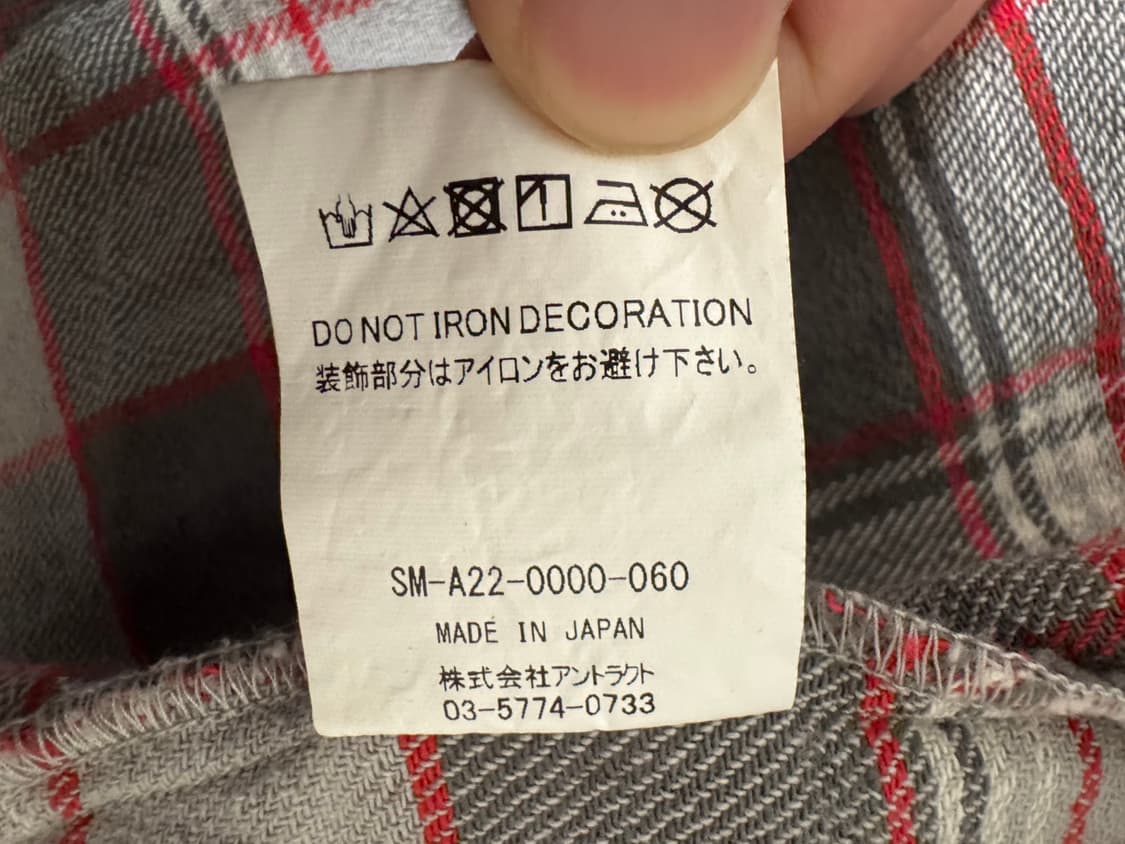 DO NOT IRON DECORATION
装飾部分はアイロンをお避け下さい。
SM-A22-0000-060
MADE IN JAPAN
株式会社アントラクト
03-5774-0733